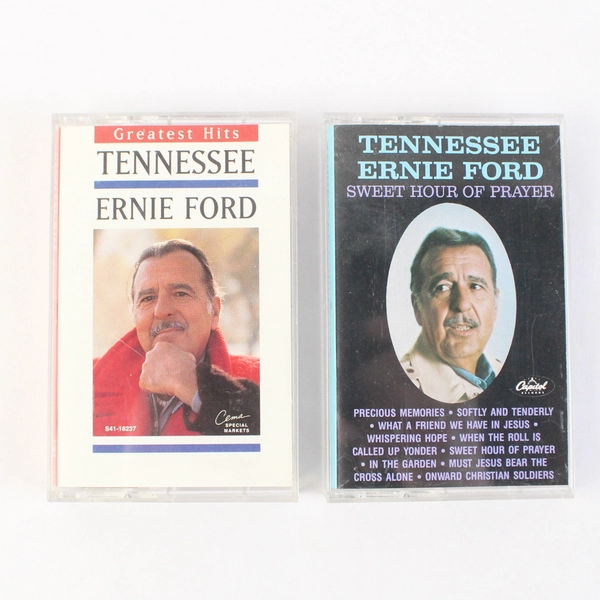 Greatest Hits
TENNESSEE
ERNIE FORD
S41-18237
Cema
SPECIAL
MARKETS
TENNESSEE
ERNIE FORD
SWEET HOUR OF PRAYER
Capitol
RECORDS
PRECIOUS MEMORIES • SOFTLY AND TENDERLY
• WHAT A FRIEND WE HAVE IN JESUS •
WHISPERING HOPE • WHEN THE ROLL IS
CALLED UP YONDER • SWEET HOUR OF PRAYER
• IN THE GARDEN • MUST JESUS BEAR THE
CROSS ALONE • ONWARD CHRISTIAN SOLDIERS